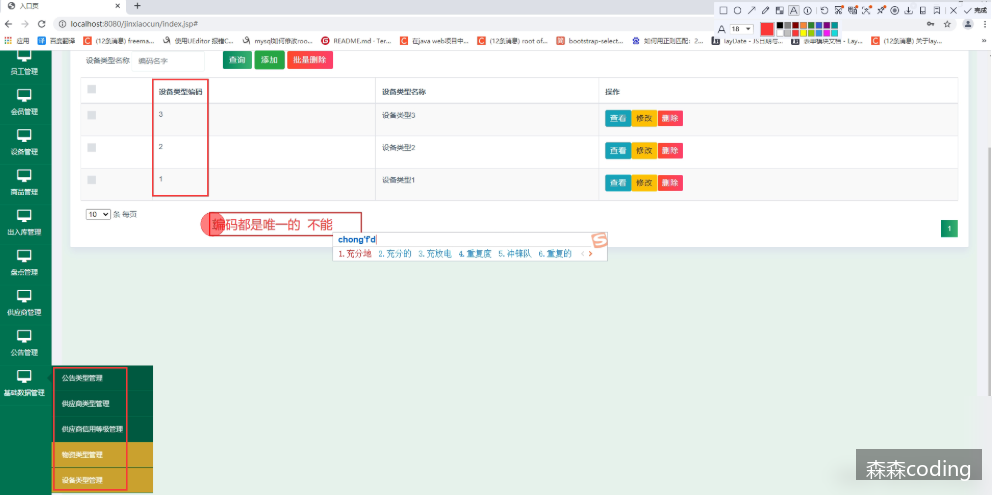 入口页
localhost:8080/jinxiaocun/index.jsp#
18
完成
应用
百度翻译
(12条消息) freema...
使用UEditor 报错C...
mysql如何修改roo...
README.md · Ter...
在java web项目中...
(12条消息) root of...
bootstrap-select...
如何用正则匹配: 2...
layDate - JS日期与...
表单模块文档 - Lay...
(12条消息) 关于lay...
员工管理
会员管理
设备管理
商品管理
出入库管理
盘点管理
供应商管理
公告管理
基础数据管理
设备类型名称
编码名字
查询
添加
批量删除
设备类型编码
设备类型名称
操作
3
设备类型3
查看
修改
删除
2
设备类型2
查看
修改
删除
1
设备类型1
查看
修改
删除
10
条 每页
1
编码都是唯一的 不能
chong'f'd
1.充分地 2.充分的 3.充放电 4.重复度 5.冲锋队 6.重复的
公告类型管理
供应商类型管理
供应商信用等级管理
物资类型管理
设备类型管理
森森coding